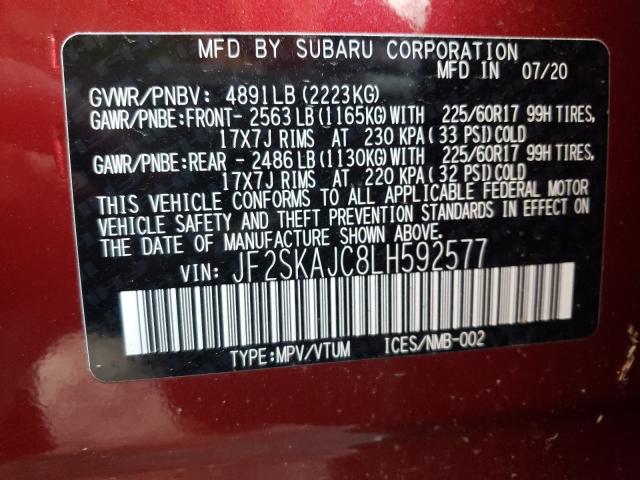 MFD BY SUBARU CORPORATION
MFD IN 07/20
GVWR/PNBV: 4891LB (2223KG)
GAWR/PNBE:FRONT- 2563 LB (1165KG) WITH 225/60R17 99H TIRES,
17X7J RIMS AT 230 KPA( 33 PSI) COLD
GAWR/PNBE:REAR - 2486 LB (1130KG) WITH 225/60R17 99H TIRES,
17X7J RIMS AT 220 KPA( 32 PSI) COLD
THIS VEHICLE CONFORMS TO ALL APPLICABLE FEDERAL MOTOR
VEHICLE SAFETY AND THEFT PREVENTION STANDARDS IN EFFECT ON
THE DATE OF MANUFACTURE SHOWN ABOVE.
VIN: JF2SKAJC8LH592577
TYPE:MPV/VTUM ICES/NMB-002